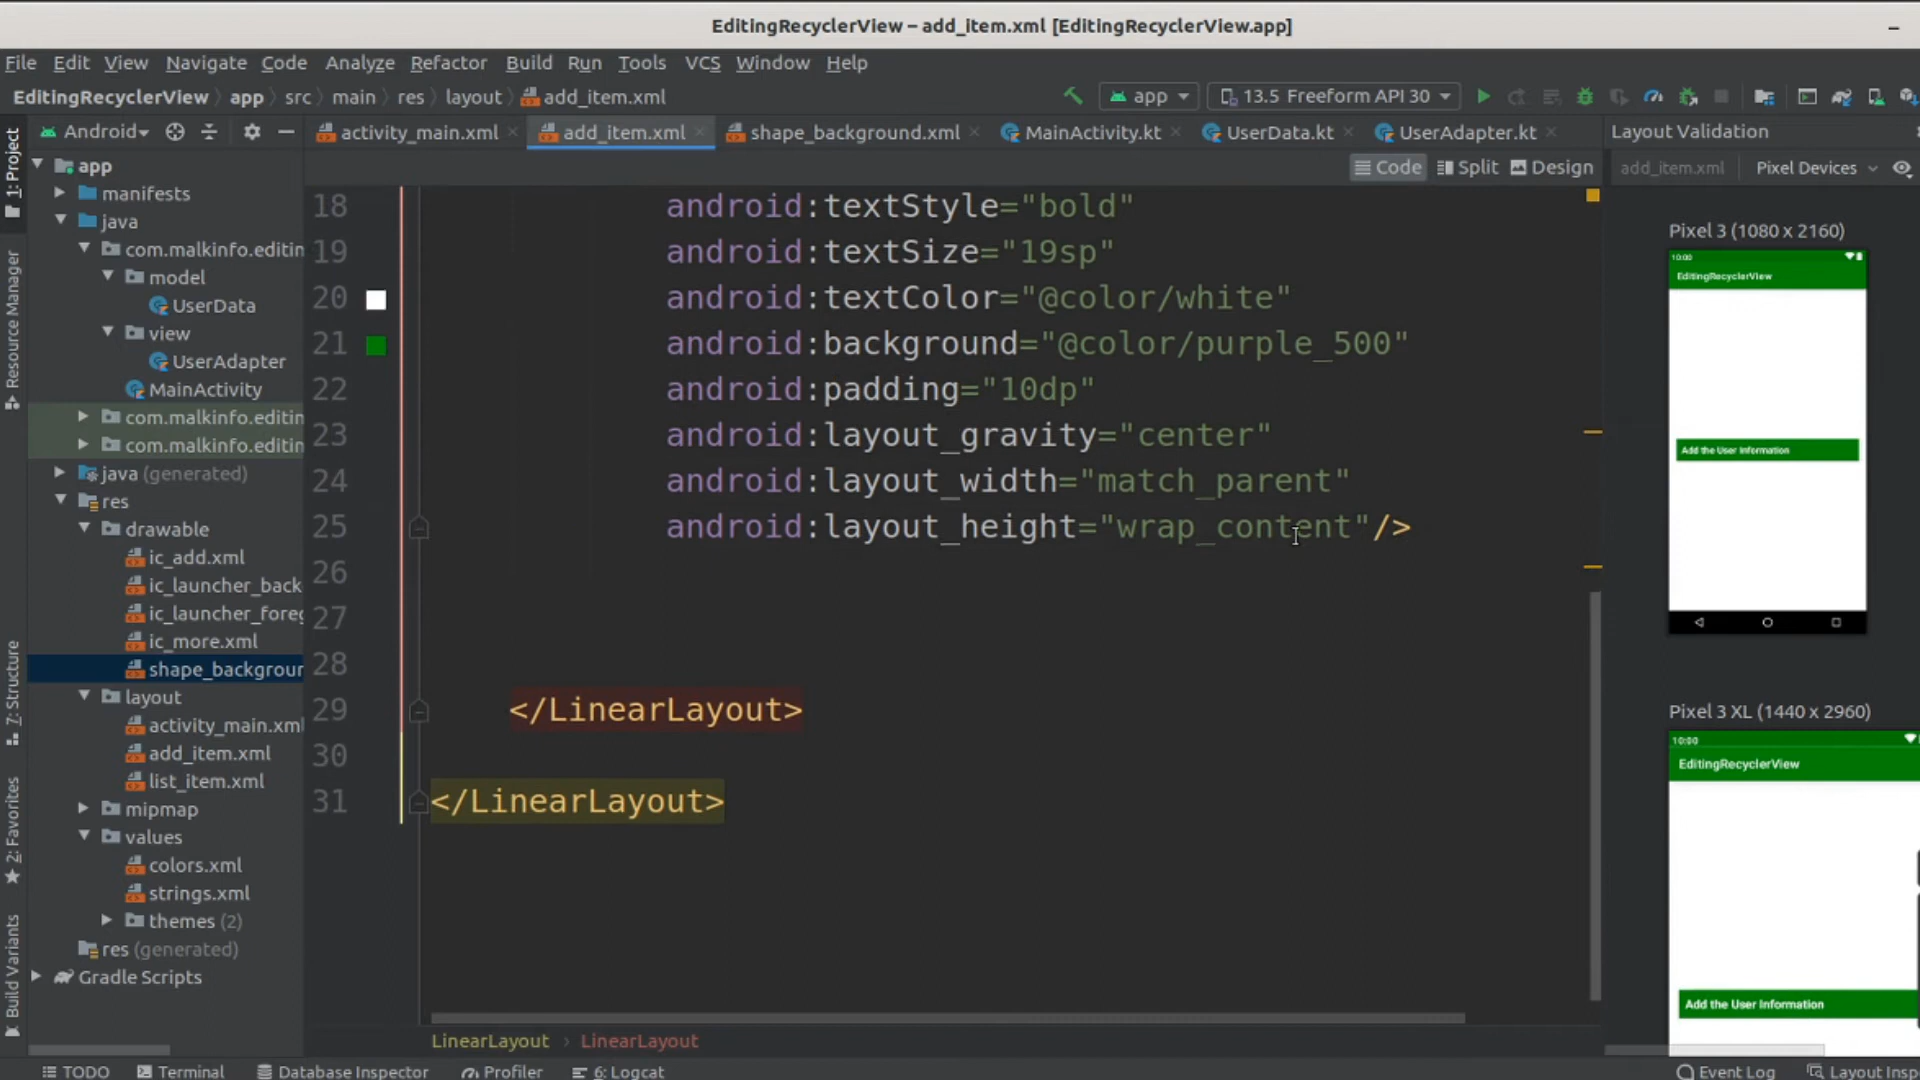 EditingRecyclerView – add_item.xml [EditingRecyclerView.app]
File Edit View Navigate Code Analyze Refactor Build Run Tools VCS Window Help
EditingRecyclerView app src main res layout add_item.xml
app
13.5 Freeform API 30
1: Project
Resource Manager
7: Structure
2: Favorites
Build Variants
Android
app
manifests
java
com.malkinfo.editin
model
UserData
view
UserAdapter
MainActivity
com.malkinfo.editin
com.malkinfo.editin
java (generated)
res
drawable
ic_add.xml
ic_launcher_back
ic_launcher_fore
ic_more.xml
shape_backgroun
layout
activity_main.xml
add_item.xml
list_item.xml
mipmap
values
colors.xml
strings.xml
themes (2)
res (generated)
Gradle Scripts
activity_main.xml add_item.xml shape_background.xml MainActivity.kt UserData.kt UserAdapter.kt
Code Split Design
18 android:textStyle="bold"
19 android:textSize="19sp"
20 android:textColor="@color/white"
21 android:background="@color/purple_500"
22 android:padding="10dp"
23 android:layout_gravity="center"
24 android:layout_width="match_parent"
25 android:layout_height="wrap_content"/>
26
27
28
29 </LinearLayout>
30
31 </LinearLayout>
LinearLayout › LinearLayout
Layout Validation
add_item.xml Pixel Devices
Pixel 3 (1080 x 2160)
10:00
EditingRecyclerView
Add the User Information
Pixel 3 XL (1440 x 2960)
10:00
EditingRecyclerView
Add the User Information
TODO Terminal Database Inspector Profiler 6: Logcat Event Log Layout Insp